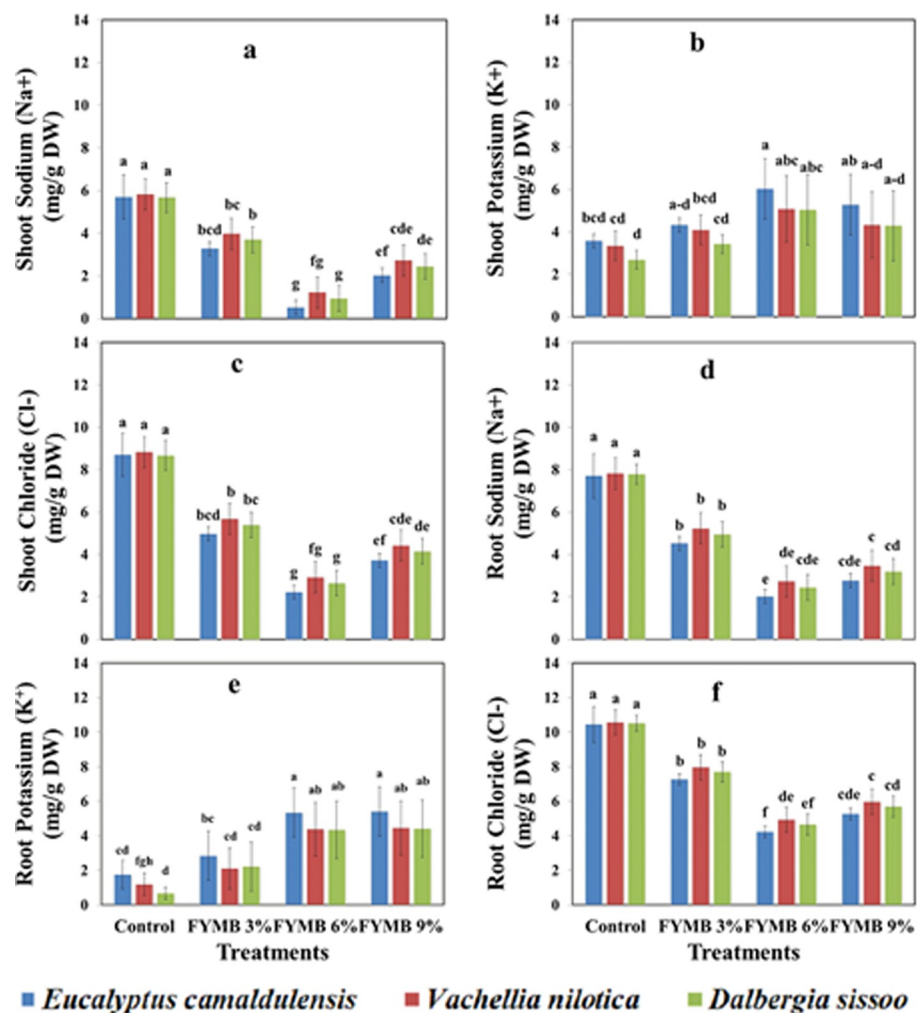 Shoot Sodium (Na+)
(mg/g DW)
14
12
10
8
6
4
2
0
a
a a a bcd bc b g fg g ef cde de
Shoot Potassium (K+)
(mg/g DW)
14
12
10
8
6
4
2
0
b
bcd cd d a-d bcd cd a abc abc ab a-d a-d
Shoot Chloride (Cl-)
(mg/g DW)
14
12
10
8
6
4
2
0
c
a a a bcd b bc g fg g ef cde de
Root Sodium (Na+)
(mg/g DW)
14
12
10
8
6
4
2
0
d
a a a b b b e de cde cde c cd
Root Potassium (K⁺)
(mg/g DW)
14
12
10
8
6
4
2
0
e
cd fgh d bc cd cd a ab ab a ab ab
Control FYMB 3% FYMB 6% FYMB 9%
Treatments
Root Chloride (Cl-)
(mg/g DW)
14
12
10
8
6
4
2
0
f
a a a b b b f de ef cde c cd
Control FYMB 3% FYMB 6% FYMB 9%
Treatments
Eucalyptus camaldulensis Vachellia nilotica Dalbergia sissoo